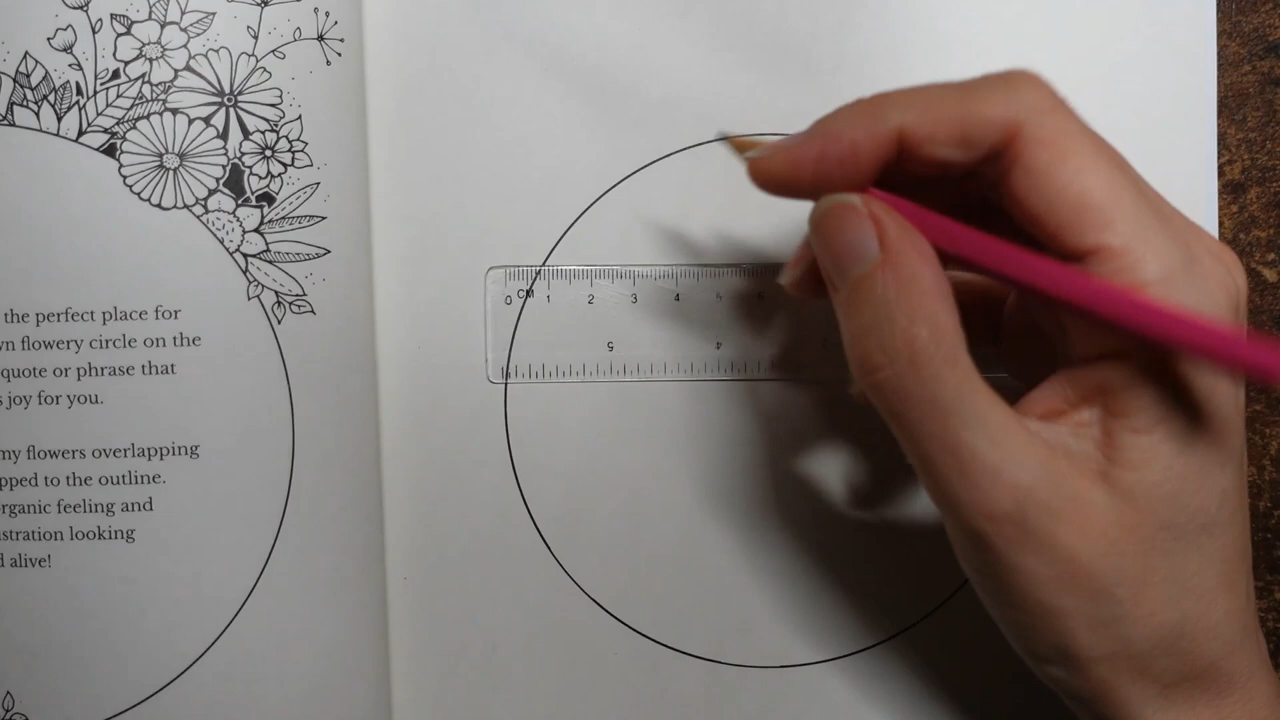 the perfect place for
wn flowery circle on the
quote or phrase that
s joy for you.
my flowers overlapping
pped to the outline.
organic feeling and
ustration looking
d alive!
0 CM 1 2 3 4 5 6
5 4